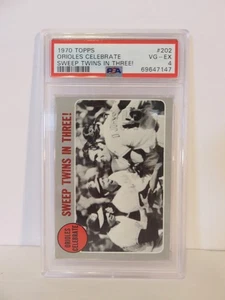 1970 TOPPS #202
ORIOLES CELEBRATE VG - EX
SWEEP TWINS IN THREE! 4
PSA 69647147
SWEEP TWINS IN THREE!
ORIOLES
CELEBRATE